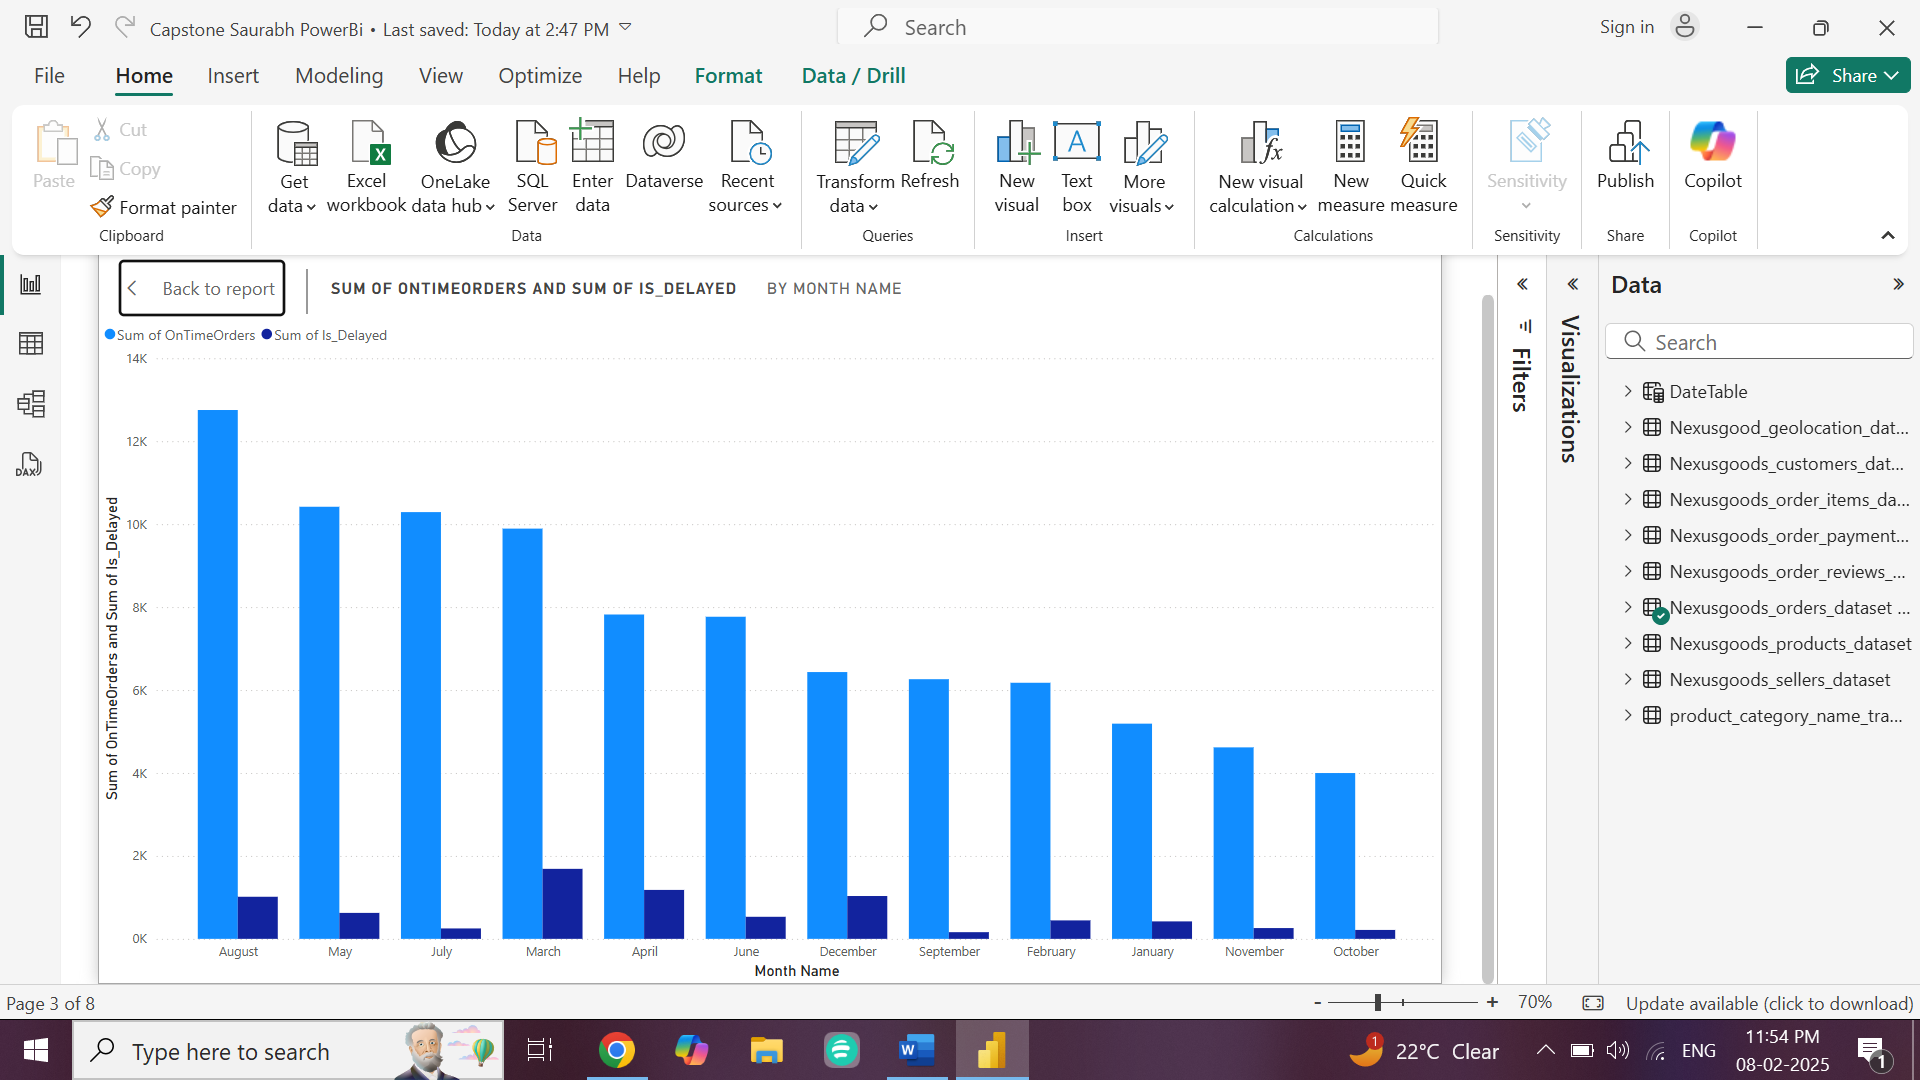 Capstone Saurabh PowerBi • Last saved: Today at 2:47 PM
Search
Sign in
File Home Insert Modeling View Optimize Help Format Data / Drill
Share
Paste
Cut
Copy
Format painter
Clipboard
Get data
Excel workbook
OneLake data hub
SQL Server
Enter data
Dataverse
Recent sources
Data
Transform data
Refresh
Queries
New visual
Text box
More visuals
Insert
New visual calculation
New measure
Quick measure
Calculations
Sensitivity
Sensitivity
Publish
Share
Copilot
Copilot
DAX
Back to report
SUM OF ONTIMEORDERS AND SUM OF IS_DELAYED BY MONTH NAME
Sum of OnTimeOrders Sum of Is_Delayed
Sum of OnTimeOrders and Sum of Is_Delayed
14K
12K
10K
8K
6K
4K
2K
0K
August May July March April June December September February January November October
Month Name
Filters
Visualizations
Data
Search
DateTable
Nexusgood_geolocation_dat...
Nexusgoods_customers_dat...
Nexusgoods_order_items_da...
Nexusgoods_order_payment...
Nexusgoods_order_reviews_...
Nexusgoods_orders_dataset ...
Nexusgoods_products_dataset
Nexusgoods_sellers_dataset
product_category_name_tra...
Page 3 of 8
- + 70%
Update available (click to download)
Type here to search
1
22°C Clear
ENG
11:54 PM
08-02-2025
1